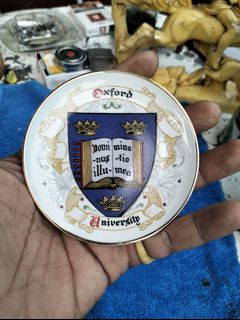 Oxford
Domi
-nus
illu-
mina
-tio
mea
University